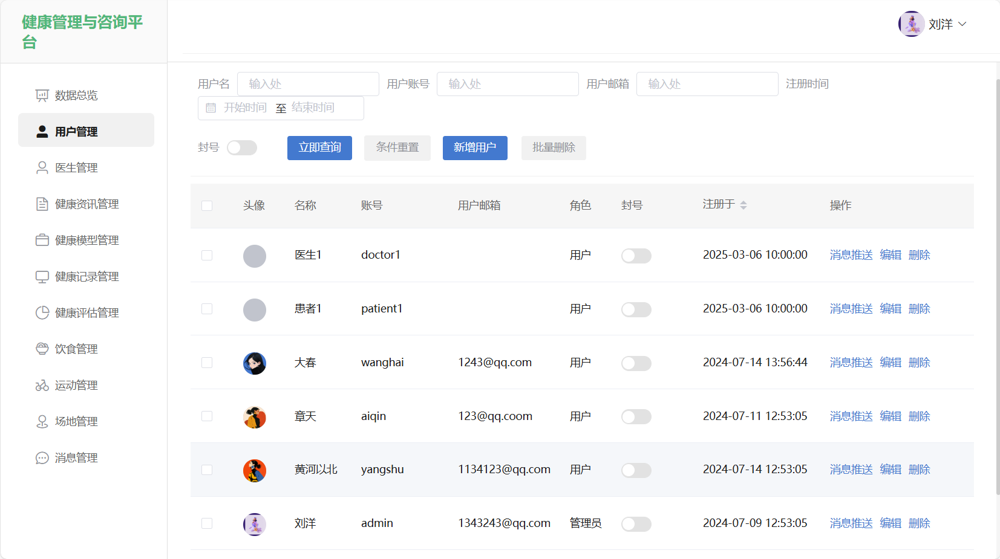 健康管理与咨询平
台
刘洋
数据总览
用户管理
医生管理
健康资讯管理
健康模型管理
健康记录管理
健康评估管理
饮食管理
运动管理
场地管理
消息管理
用户名 输入处 用户账号 输入处 用户邮箱 输入处 注册时间
开始时间 至 结束时间
封号 立即查询 条件重置 新增用户 批量删除
头像 名称 账号 用户邮箱 角色 封号 注册于 操作
医生1 doctor1 用户 2025-03-06 10:00:00 消息推送 编辑 删除
患者1 patient1 用户 2025-03-06 10:00:00 消息推送 编辑 删除
大春 wanghai 1243@qq.com 用户 2024-07-14 13:56:44 消息推送 编辑 删除
章天 aiqin 123@qq.coom 用户 2024-07-11 12:53:05 消息推送 编辑 删除
黄河以北 yangshu 1134123@qq.com 用户 2024-07-14 12:53:05 消息推送 编辑 删除
刘洋 admin 1343243@qq.com 管理员 2024-07-09 12:53:05 消息推送 编辑 删除